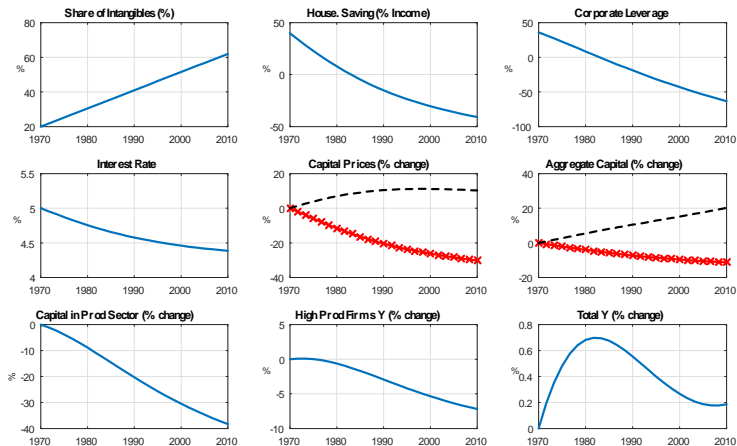 Share of Intangibles (%)
80
60
40
20
%
1970 1980 1990 2000 2010
House. Saving (% Income)
50
0
-50
%
1970 1980 1990 2000 2010
Corporate Leverage
50
0
-50
-100
%
1970 1980 1990 2000 2010
Interest Rate
5.5
5
4.5
4
%
1970 1980 1990 2000 2010
Capital Prices (% change)
20
0
-20
-40
%
1970 1980 1990 2000 2010
Aggregate Capital (% change)
40
20
0
-20
%
1970 1980 1990 2000 2010
Capital in Prod Sector (% change)
0
-10
-20
-30
-40
%
1970 1980 1990 2000 2010
High Prod Firms Y (% change)
5
0
-5
-10
%
1970 1980 1990 2000 2010
Total Y (% change)
0.8
0.6
0.4
0.2
0
%
1970 1980 1990 2000 2010